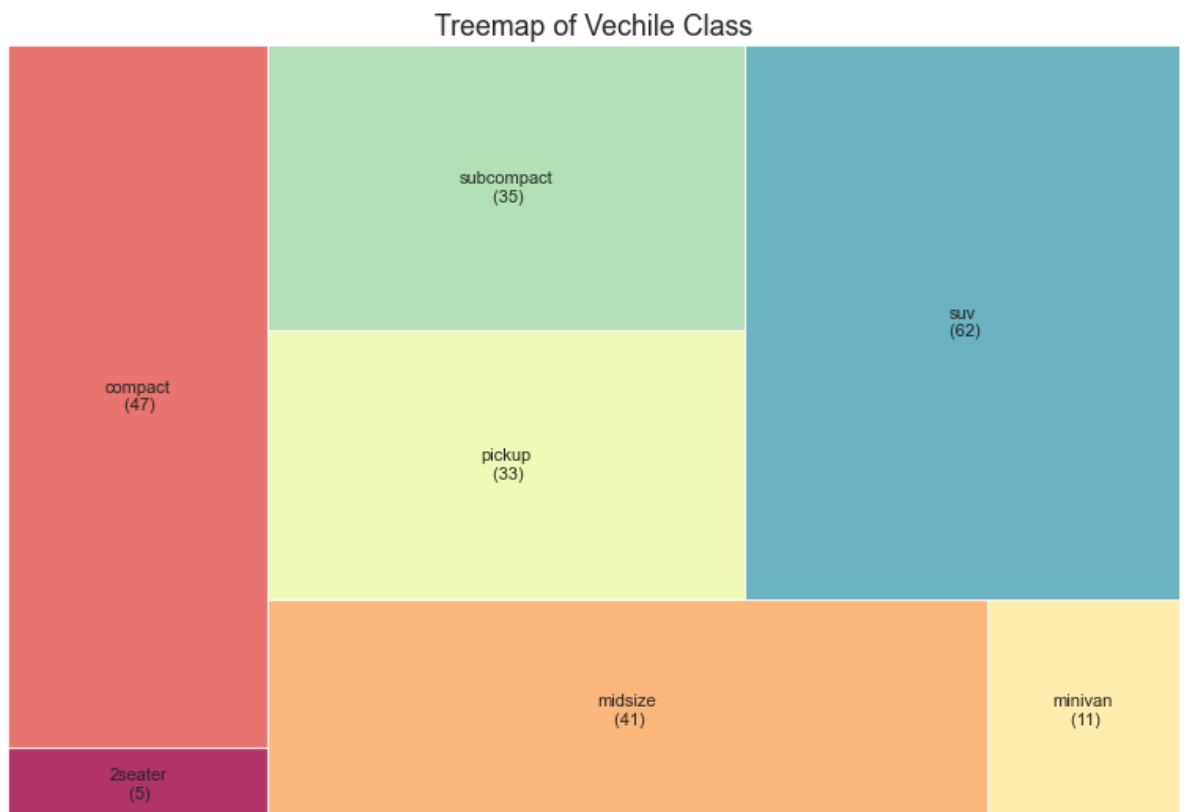 Treemap of Vechile Class
subcompact
(35)
suv
(62)
compact
(47)
pickup
(33)
midsize
(41)
minivan
(11)
2seater
(5)